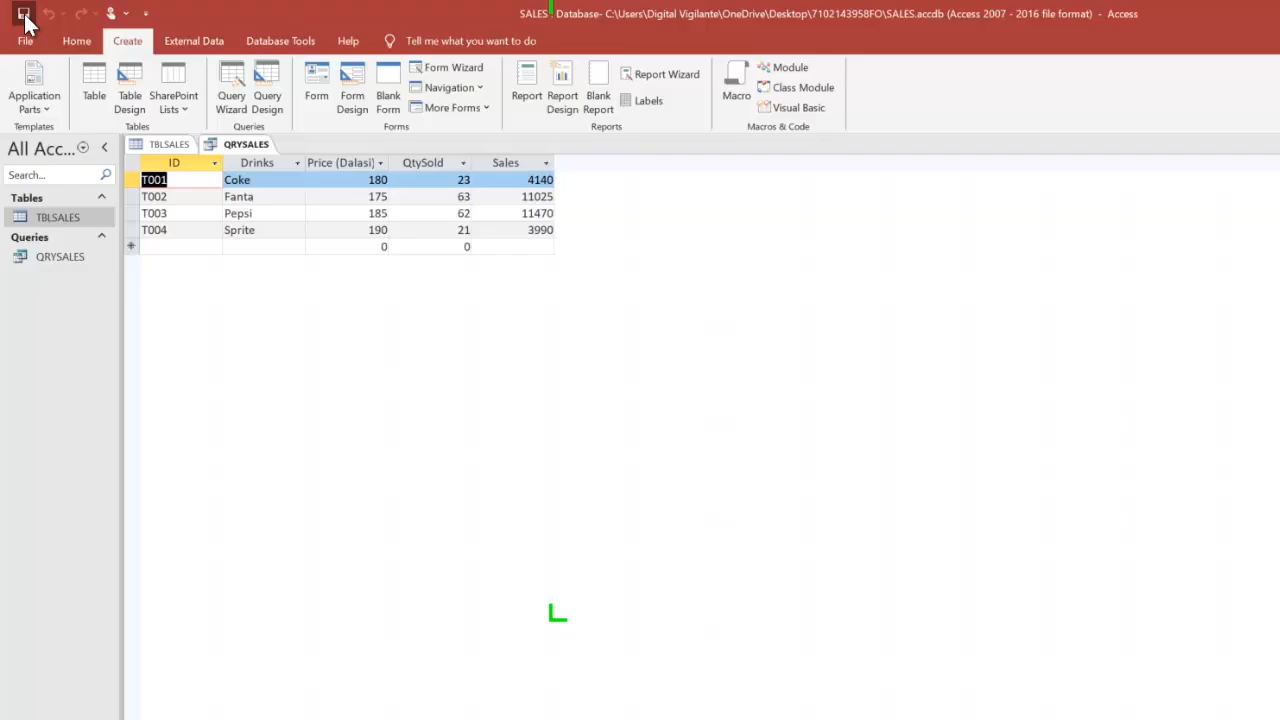 SALES : Database- C:\Users\Digital Vigilante\OneDrive\Desktop\7102143958FO\SALES.accdb (Access 2007 - 2016 file format) - Access
File Home Create External Data Database Tools Help Tell me what you want to do
Application Parts
Templates
Table
Table Design
SharePoint Lists
Tables
Query Wizard
Query Design
Queries
Form
Form Design
Blank Form
Form Wizard
Navigation
More Forms
Forms
Report
Report Design
Blank Report
Report Wizard
Labels
Reports
Macro
Module
Class Module
Visual Basic
Macros & Code
All Acc...
Search...
Tables
TBLSALES
Queries
QRYSALES
TBLSALES QRYSALES
ID Drinks Price (Dalasi) QtySold Sales
T001 Coke 180 23 4140
T002 Fanta 175 63 11025
T003 Pepsi 185 62 11470
T004 Sprite 190 21 3990
0 0